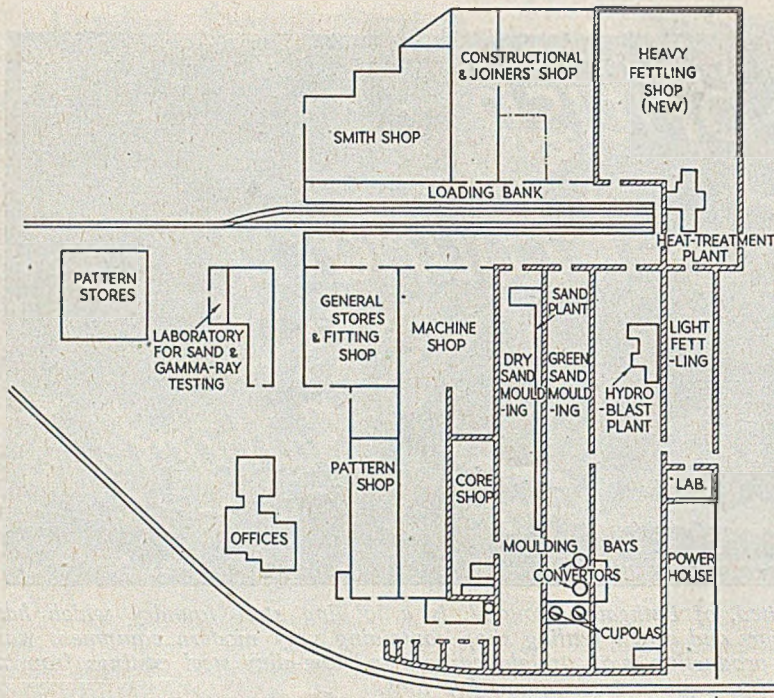 CONSTRUCTIONAL
& JOINERS' SHOP
HEAVY
FETTLING
SHOP
(NEW)
SMITH SHOP
LOADING BANK
HEAT-TREATMENT
PLANT
PATTERN
STORES
LABORATORY
FOR SAND &
GAMMA-RAY
TESTING
GENERAL
STORES
& FITTING
SHOP
MACHINE
SHOP
SAND
PLANT
DRY
SAND
MOULD
-ING
GREEN
SAND
MOULD
-ING
HYDRO
-BLAST
PLANT
LIGHT
FETT
-LING
PATTERN
SHOP
CORE
SHOP
LAB.
OFFICES
MOULDING BAYS
CONVERTORS
POWER
HOUSE
CUPOLAS